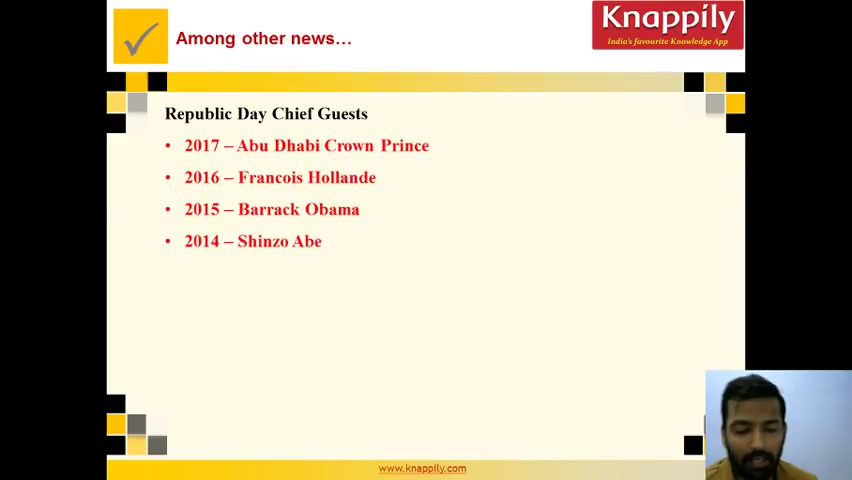 Among other news…
Knappily
India's favourite Knowledge App
Republic Day Chief Guests
• 2017 – Abu Dhabi Crown Prince
• 2016 – Francois Hollande
• 2015 – Barrack Obama
• 2014 – Shinzo Abe
www.knappily.com